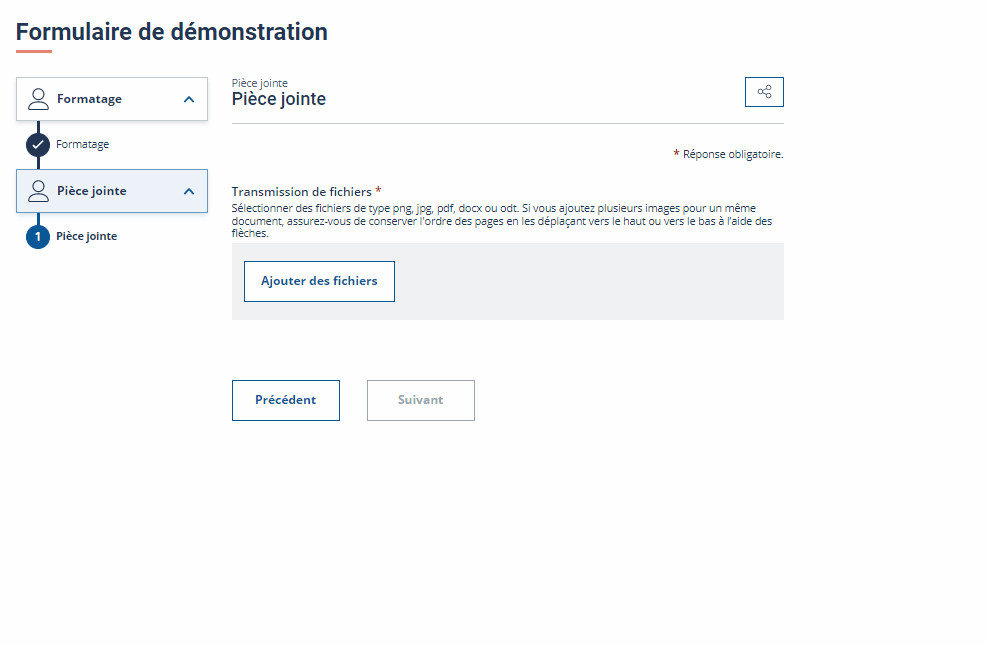 Formulaire de démonstration
Formatage
Formatage
Pièce jointe
1 Pièce jointe
Pièce jointe
Pièce jointe
* Réponse obligatoire.
Transmission de fichiers *
Sélectionner des fichiers de type png, jpg, pdf, docx ou odt. Si vous ajoutez plusieurs images pour un même
document, assurez-vous de conserver l'ordre des pages en les déplaçant vers le haut ou vers le bas à l'aide des
flèches.
Ajouter des fichiers
Précédent
Suivant